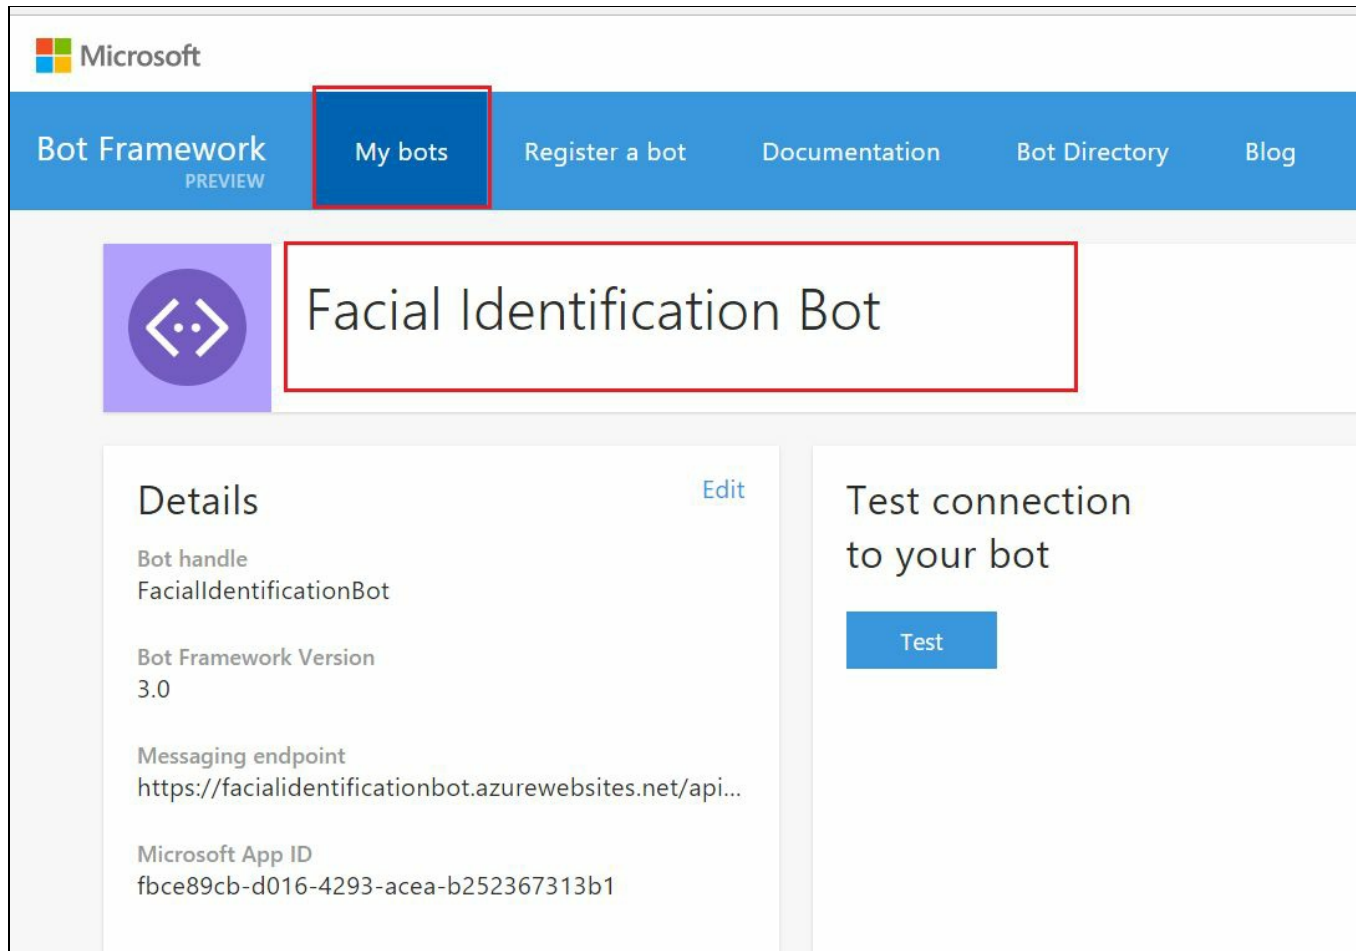 Microsoft
Bot Framework
PREVIEW
My bots
Register a bot
Documentation
Bot Directory
Blog
Facial Identification Bot
Details
Edit
Bot handle
FacialIdentificationBot
Bot Framework Version
3.0
Messaging endpoint
https://facialidentificationbot.azurewebsites.net/api...
Microsoft App ID
fbce89cb-d016-4293-acea-b252367313b1
Test connection
to your bot
Test